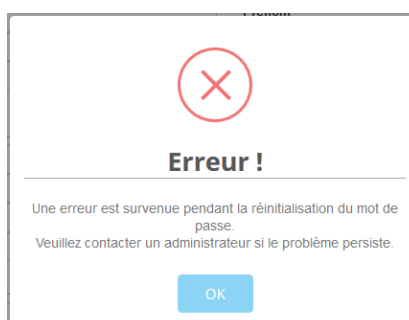 Prénom
Erreur !
Une erreur est survenue pendant la réinitialisation du mot de
passe.
Veuillez contacter un administrateur si le problème persiste.
OK